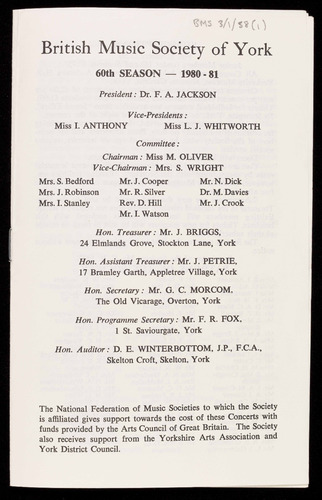 BMS 3/1/58(1)
British Music Society of York
60th SEASON — 1980-81
President: Dr. F. A. JACKSON
Vice-Presidents:
Miss I. ANTHONY Miss L. J. WHITWORTH
Committee:
Chairman: Miss M. OLIVER
Vice-Chairman: Mrs. S. WRIGHT
Mrs. S. Bedford Mr. J. Cooper Mr. N. Dick
Mrs. J. Robinson Mr. R. Silver Dr. M. Davies
Mrs. I. Stanley Rev. D. Hill Mr. J. Crook
Mr. I. Watson
Hon. Treasurer: Mr. J. BRIGGS,
24 Elmlands Grove, Stockton Lane, York
Hon. Assistant Treasurer: Mr. J. PETRIE,
17 Bramley Garth, Appletree Village, York
Hon. Secretary: Mr. G. C. MORCOM,
The Old Vicarage, Overton, York
Hon. Programme Secretary: Mr. F. R. FOX,
1 St. Saviourgate, York
Hon. Auditor: D. E. WINTERBOTTOM, J.P., F.C.A.,
Skelton Croft, Skelton, York
The National Federation of Music Societies to which the Society
is affiliated gives support towards the cost of these Concerts with
funds provided by the Arts Council of Great Britain. The Society
also receives support from the Yorkshire Arts Association and
York District Council.